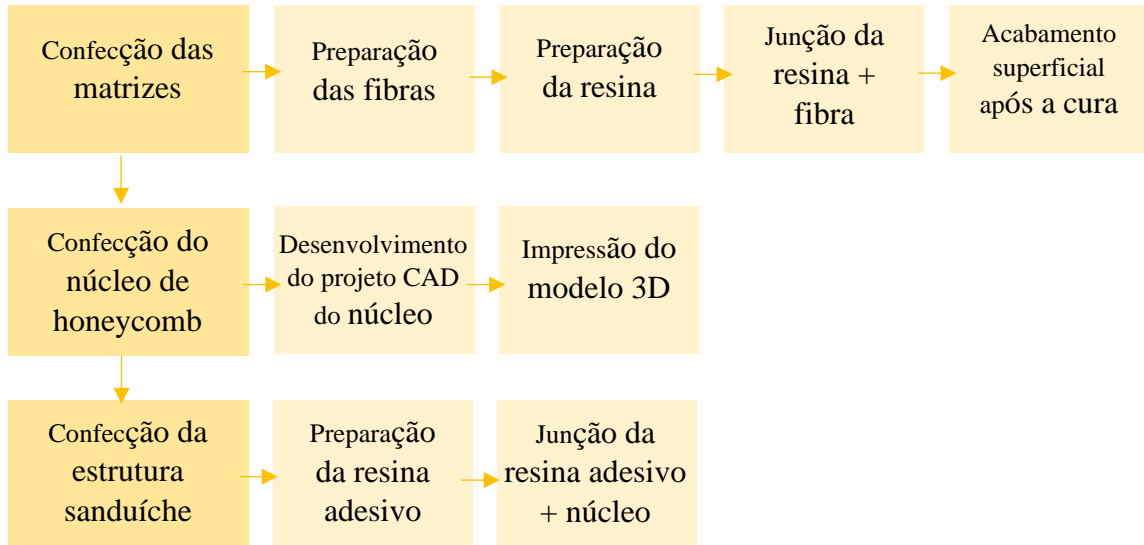 Confecção das
matrizes
Preparação
das fibras
Preparação
da resina
Junção da
resina +
fibra
Acabamento
superficial
após a cura
Confecção do
núcleo de
honeycomb
Desenvolvimento
do projeto CAD
do núcleo
Impressão do
modelo 3D
Confecção da
estrutura
sanduíche
Preparação
da resina
adesivo
Junção da
resina adesivo
+ núcleo